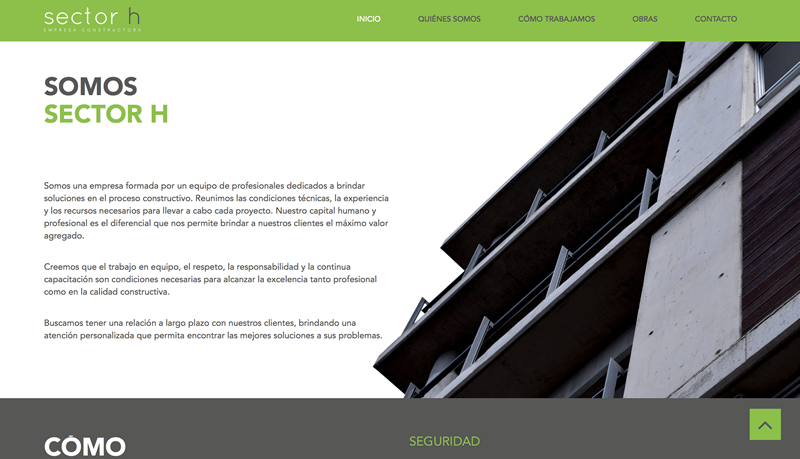 sector h
EMPRESA CONSTRUCTORA
INICIO
QUIÉNES SOMOS
CÓMO TRABAJAMOS
OBRAS
CONTACTO
SOMOS
SECTOR H
Somos una empresa formada por un equipo de profesionales dedicados a brindar
soluciones en el proceso constructivo. Reunimos las condiciones técnicas, la experiencia
y los recursos necesarios para llevar a cabo cada proyecto. Nuestro capital humano y
profesional es el diferencial que nos permite brindar a nuestros clientes el máximo valor
agregado.
Creemos que el trabajo en equipo, el respeto, la responsabilidad y la continua
capacitación son condiciones necesarias para alcanzar la excelencia tanto profesional
como en la calidad constructiva.
Buscamos tener una relación a largo plazo con nuestros clientes, brindando una
atención personalizada que permita encontrar las mejores soluciones a sus problemas.
CÓMO
SEGURIDAD